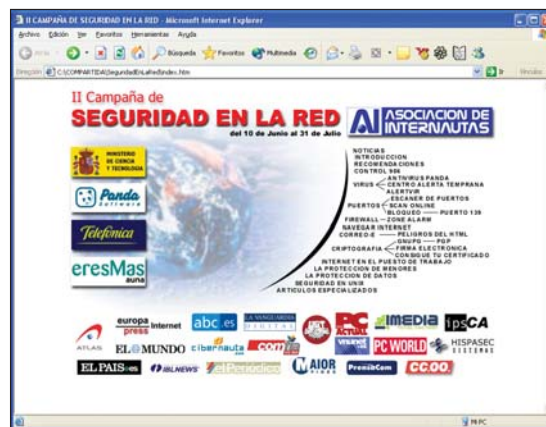 II CAMPAÑA DE SEGURIDAD EN LA RED - Microsoft Internet Explorer
Archivo Edición Ver Favoritos Herramientas Ayuda
Búsqueda Favoritos Multimedia
Dirección C:\COMPARTIDA\SeguridadEnLaRed\index.htm Ir Vínculos
II Campaña de
SEGURIDAD EN LA RED
del 10 de Junio al 31 de Julio
AI ASOCIACION DE
INTERNAUTAS
MINISTERIO
DE CIENCIA
Y TECNOLOGIA
Panda
Software
Telefónica
eresMas
auna
NOTICIAS
INTRODUCCION
RECOMENDACIONES
CONTROL 906
ANTIVIRUS PANDA
VIRUS CENTRO ALERTA TEMPRANA
ALERTVIR
ESCANER DE PUERTOS
PUERTOS SCAN ONLINE
BLOQUEO PUERTO 139
FIREWALL ZONE ALARM
NAVEGAR INTERNET
CORREO-E PELIGROS DEL HTML
GNUPG PGP
CRIPTOGRAFIA FIRMA ELECTRONICA
CONSIGUE TU CERTIFICADO
INTERNET EN EL PUESTO DE TRABAJO
LA PROTECCION DE MENORES
LA PROTECCION DE DATOS
SEGURIDAD EN UNIX
ARTICULOS ESPECIALIZADOS
ATLAS
europa
press Internet
abc.es
LA VANGUARDIA
DIGITAL
PC
ACTUAL
IMEDIA
ipsCA
EL MUNDO
cibernauta
.com
vnunet
PC WORLD
HISPASEC
SISTEMAS
EL PAIS es
IBLNEWS
el Periódico
MAIOR
PrensaCom
CC.OO.
Mi PC